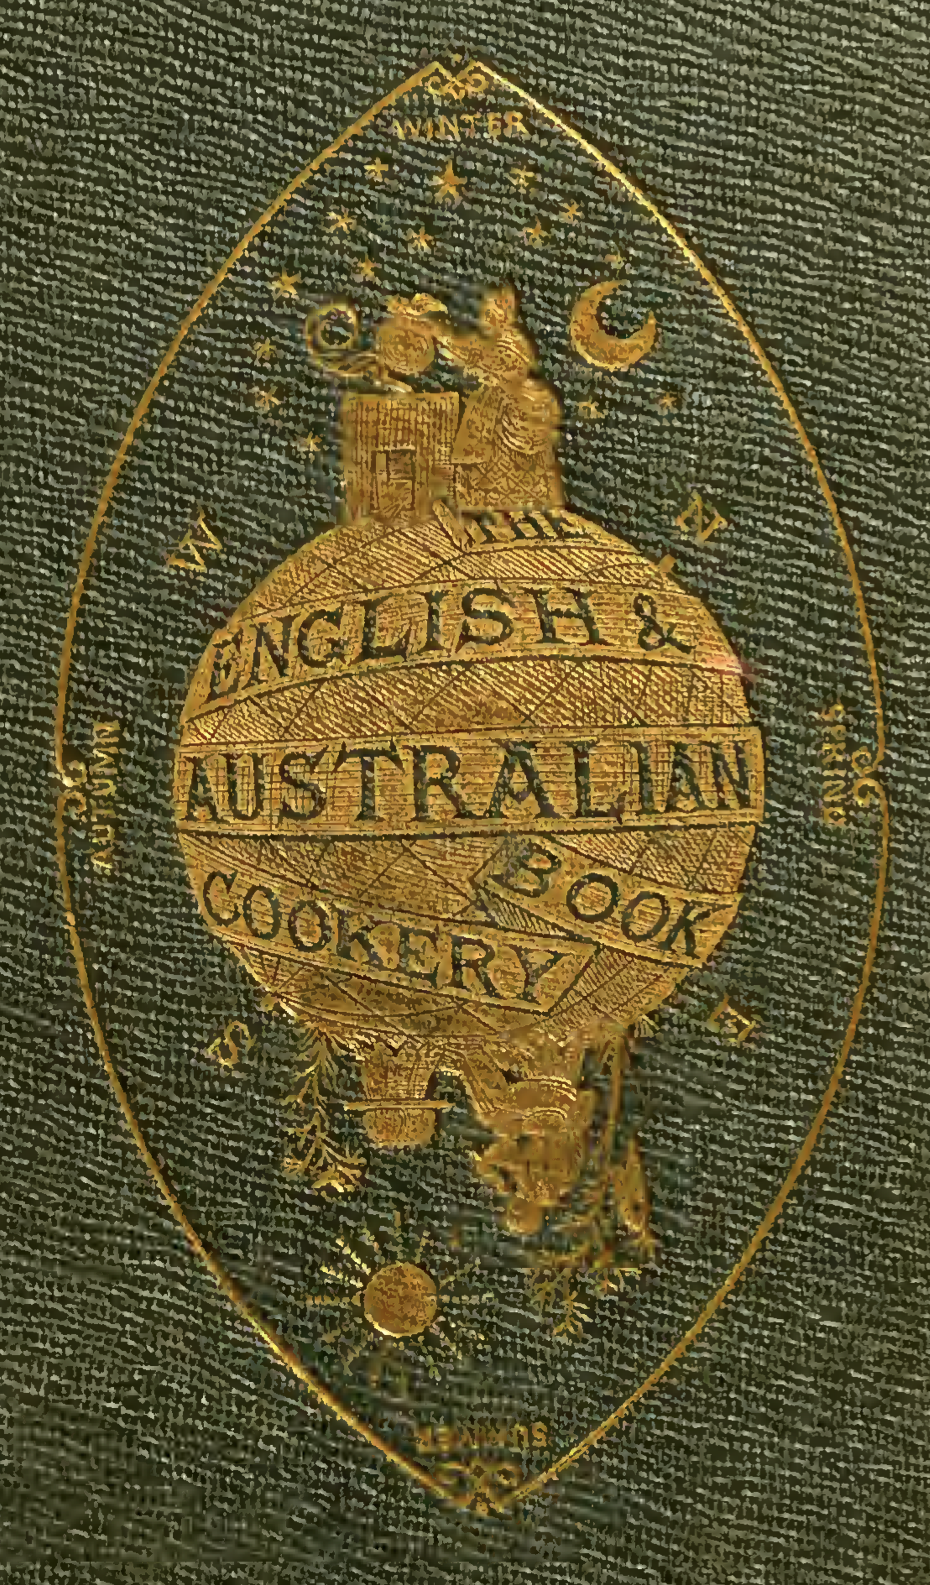 WINTER
W
N
THE
ENGLISH &
AUSTRALIAN
COOKERY
BOOK
AUTUMN
SPRING
S
E
SUMMER